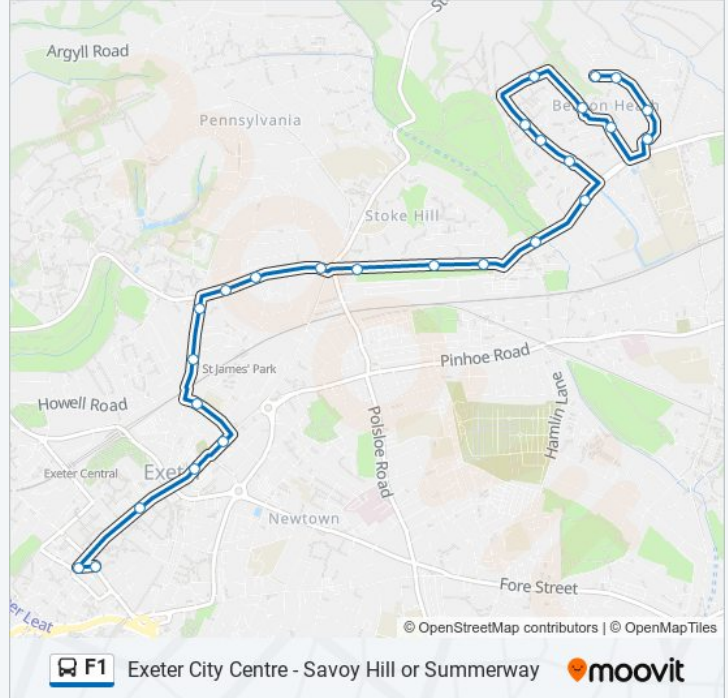 Argyll Road
Pennsylvania
Stoke Hill
St James' Park
Pinhoe Road
Howell Road
Hamlin Lane
Polsloe Road
Exeter Central
Newtown
Fore Street
© OpenStreetMap contributors | © OpenMapTiles
F1 Exeter City Centre - Savoy Hill or Summerway moovit